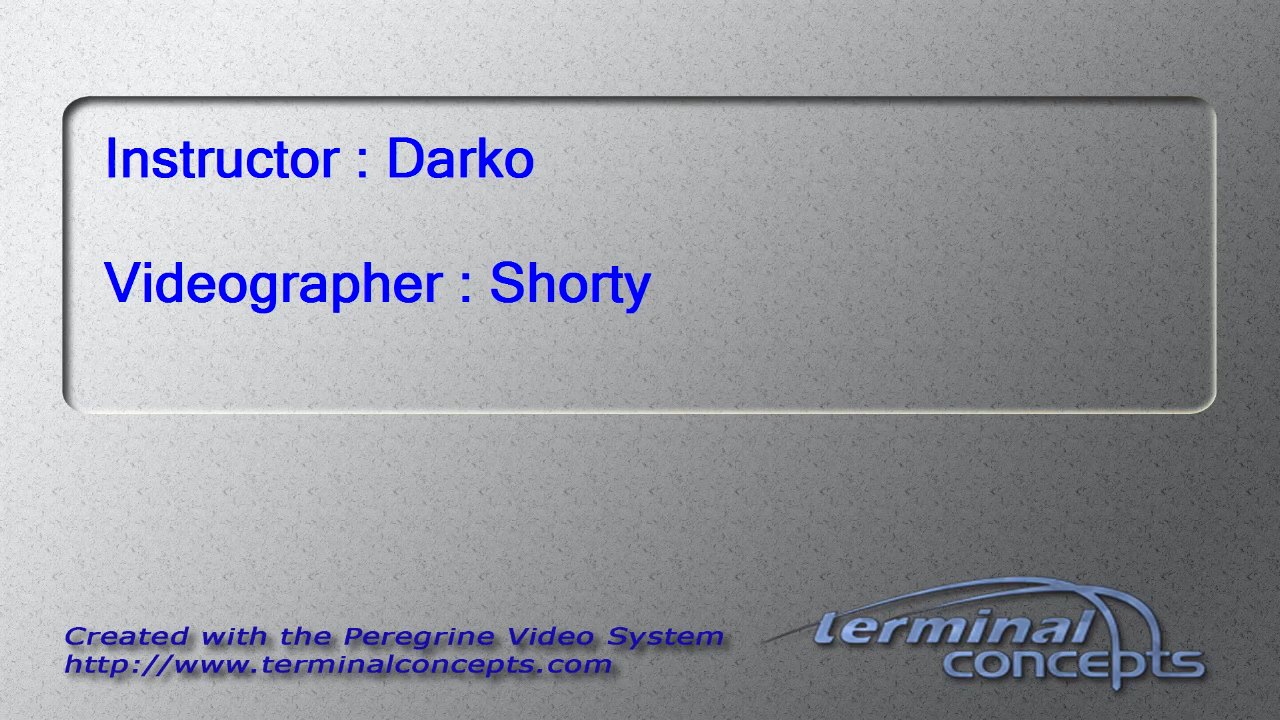 Instructor : Darko
Videographer : Shorty
Created with the Peregrine Video System
http://www.terminalconcepts.com
terminal
concepts